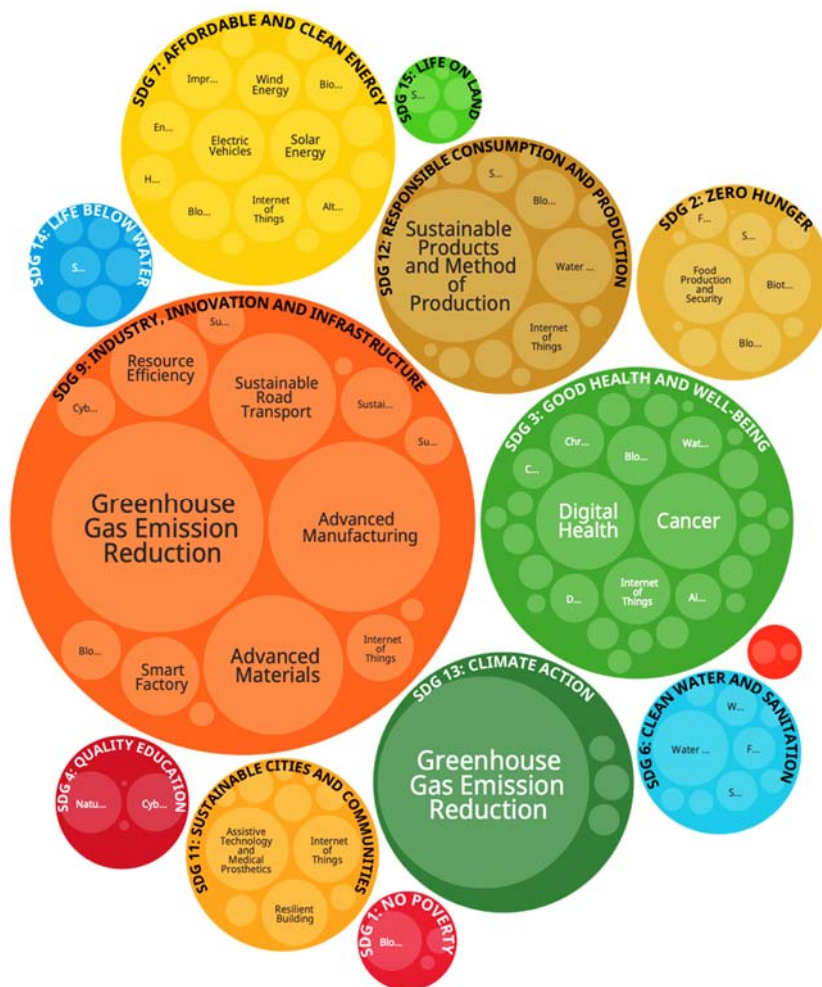 SDG 7: AFFORDABLE AND CLEAN ENERGY
Impr...
Wind
Energy
Bio...
En...
Electric
Vehicles
Solar
Energy
H...
Blo...
Internet
of
Things
Alt...
SDG 15: LIFE ON LAND
S...
SDG 12: RESPONSIBLE CONSUMPTION AND PRODUCTION
S...
Blo...
Sustainable
Products
and Method
of
Production
Water ...
Internet
of Things
SDG 2: ZERO HUNGER
F...
S...
Food
Production
and
Security
Biot...
Blo...
SDG 14: LIFE BELOW WATER
S...
SDG 9: INDUSTRY, INNOVATION AND INFRASTRUCTURE
Su...
Resource
Efficiency
Sustainable
Road
Transport
Cyb...
Sustai...
Su...
Greenhouse
Gas Emission
Reduction
Advanced
Manufacturing
Blo...
Smart
Factory
Advanced
Materials
Internet
of Things
SDG 3: GOOD HEALTH AND WELL-BEING
Chr...
Blo...
Wat...
C...
Digital
Health
Cancer
D...
Internet
of Things
Ai...
SDG 13: CLIMATE ACTION
Greenhouse
Gas Emission
Reduction
SDG 6: CLEAN WATER AND SANITATION
W...
Water ...
F...
S...
SDG 4: QUALITY EDUCATION
Natu...
Cyb...
SDG 11: SUSTAINABLE CITIES AND COMMUNITIES
Assistive
Technology
and Medical
Prosthetics
Internet
of
Things
Resilient
Building
SDG 1: NO POVERTY
Blo...